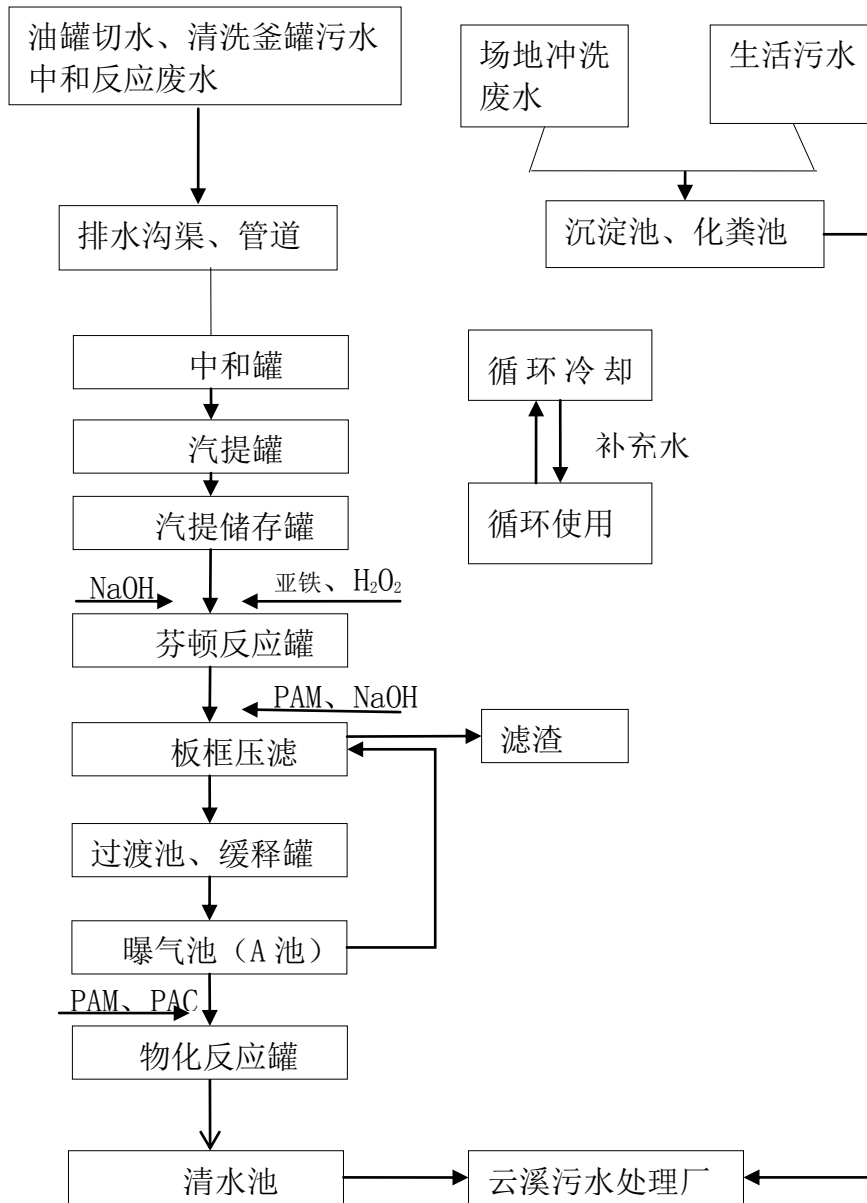 油罐切水、清洗釜罐污水
中和反应废水
场地冲洗
废水
生活污水
排水沟渠、管道
沉淀池、化粪池
中和罐
循环冷却
汽提罐
补充水
汽提储存罐
循环使用
NaOH
亚铁、H₂O₂
芬顿反应罐
PAM、NaOH
板框压滤
滤渣
过渡池、缓释罐
曝气池（A池）
PAM、PAC
物化反应罐
清水池
云溪污水处理厂